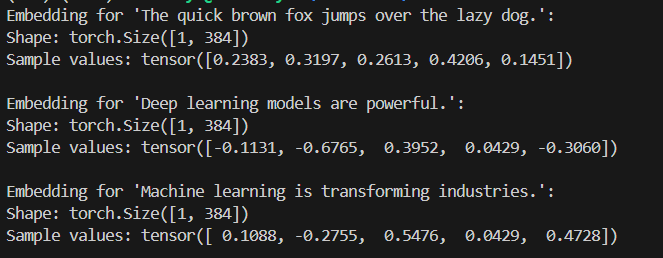 Embedding for 'The quick brown fox jumps over the lazy dog.':
Shape: torch.Size([1, 384])
Sample values: tensor([0.2383, 0.3197, 0.2613, 0.4206, 0.1451])
Embedding for 'Deep learning models are powerful.':
Shape: torch.Size([1, 384])
Sample values: tensor([-0.1131, -0.6765,  0.3952,  0.0429, -0.3060])
Embedding for 'Machine learning is transforming industries.':
Shape: torch.Size([1, 384])
Sample values: tensor([ 0.1088, -0.2755,  0.5476,  0.0429,  0.4728])